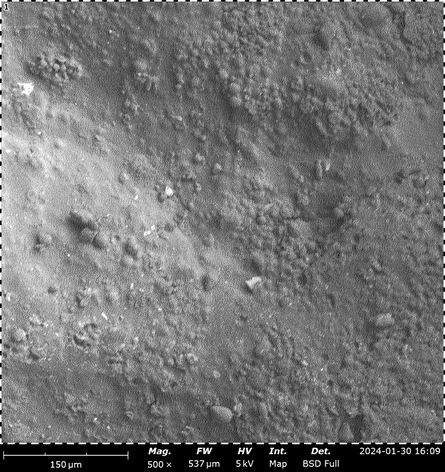 1
Mag. FW HV Int. Det. 2024-01-30 16:09
150 µm 500 × 537 µm 5 kV Map BSD Full